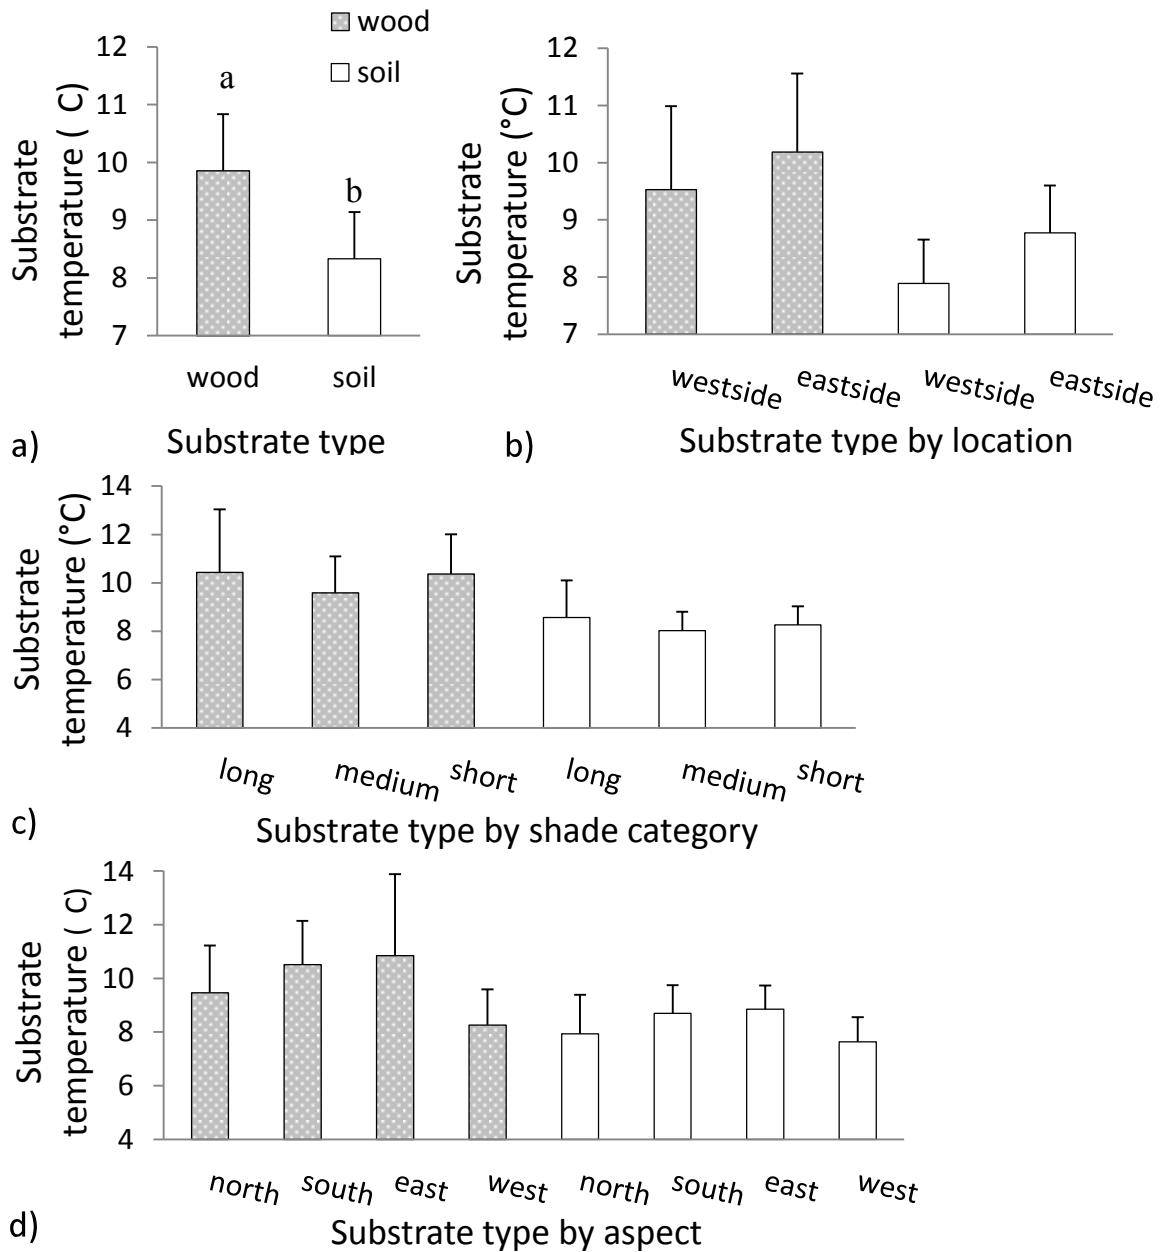 wood
soil
Substrate
temperature ( C)
12
11
10
9
8
7
a
b
wood soil
a) Substrate type
Substrate
temperature (°C)
12
11
10
9
8
7
westside eastside westside eastside
b) Substrate type by location
Substrate
temperature (°C)
14
12
10
8
6
4
long medium short long medium short
c) Substrate type by shade category
Substrate
temperature ( C)
14
12
10
8
6
4
north south east west north south east west
d) Substrate type by aspect